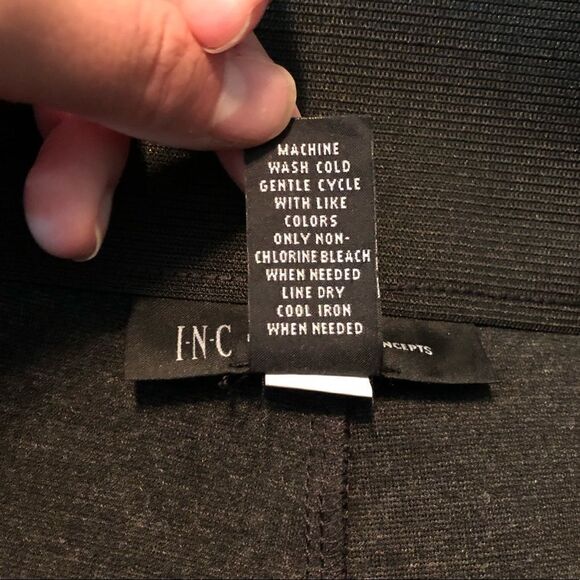 MACHINE
WASH COLD
GENTLE CYCLE
WITH LIKE
COLORS
ONLY NON-
CHLORINE BLEACH
WHEN NEEDED
LINE DRY
COOL IRON
WHEN NEEDED
I·N·C
NCEPTS